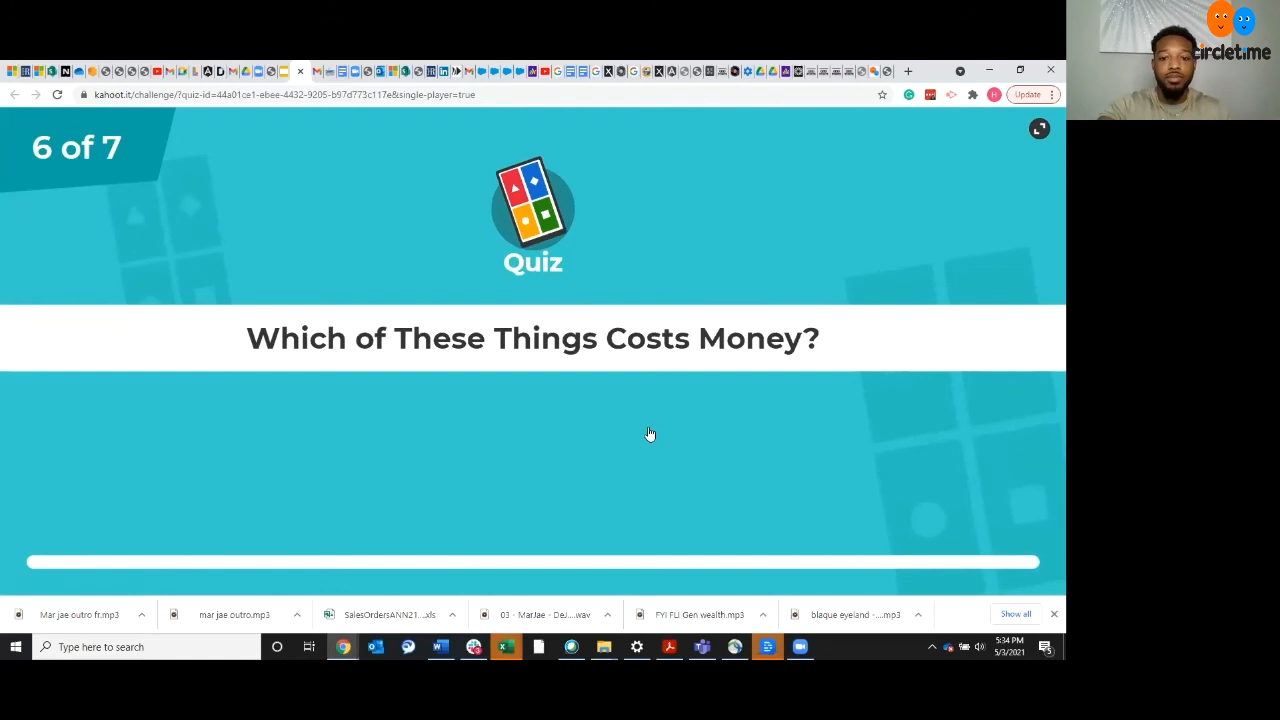 circletime
kahoot.it/challenge/?quiz-id=44a01ce1-ebee-4432-9205-b97d773c117e&single-player=true
H
Update
6 of 7
Quiz
Which of These Things Costs Money?
Mar jae outro fr.mp3
mar jae outro.mp3
SalesOrdersANN21....xls
03 - MarJae - DeJ....wav
FYI FLI Gen wealth.mp3
blaque eyeland -....mp3
Show all
Type here to search
5:34 PM
5/3/2021